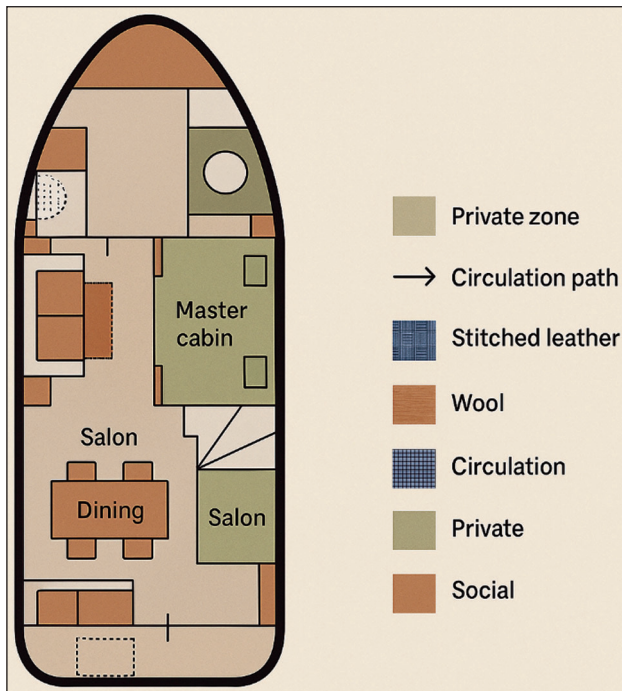 Master
cabin
Salon
Dining
Salon
Private zone
Circulation path
Stitched leather
Wool
Circulation
Private
Social